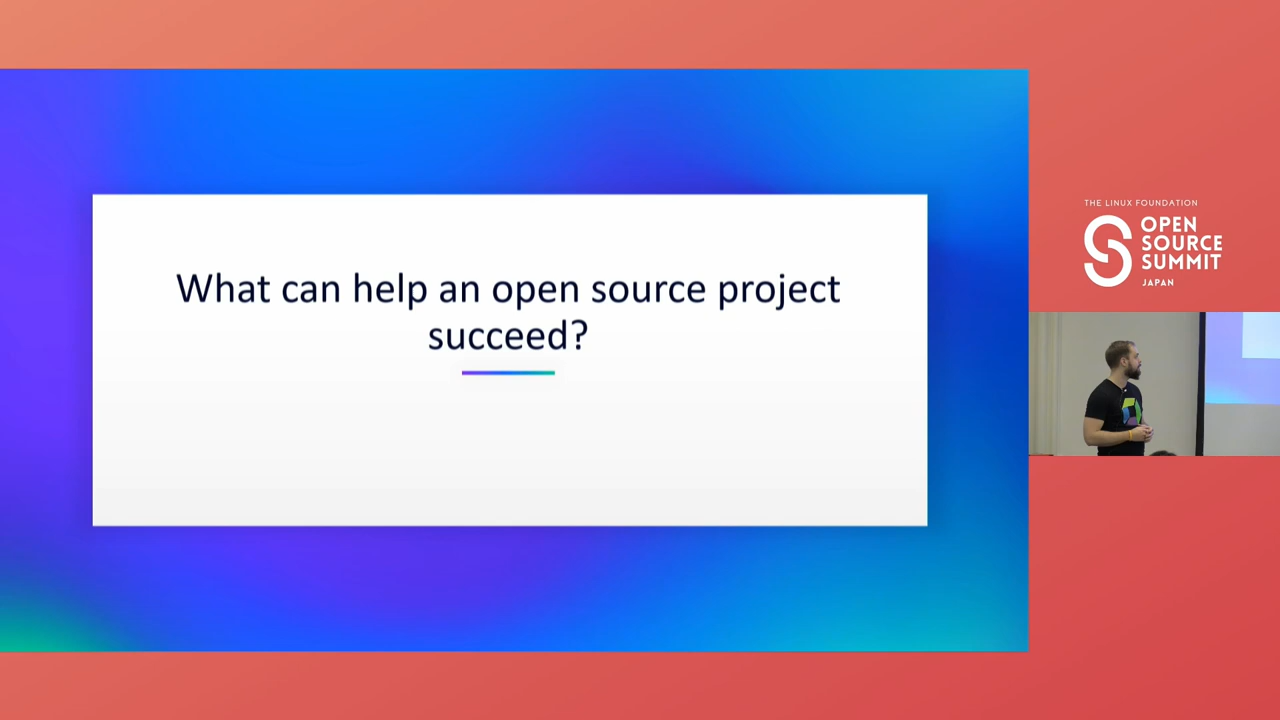 What can help an open source project
succeed?
THE LINUX FOUNDATION
OPEN
SOURCE
SUMMIT
JAPAN